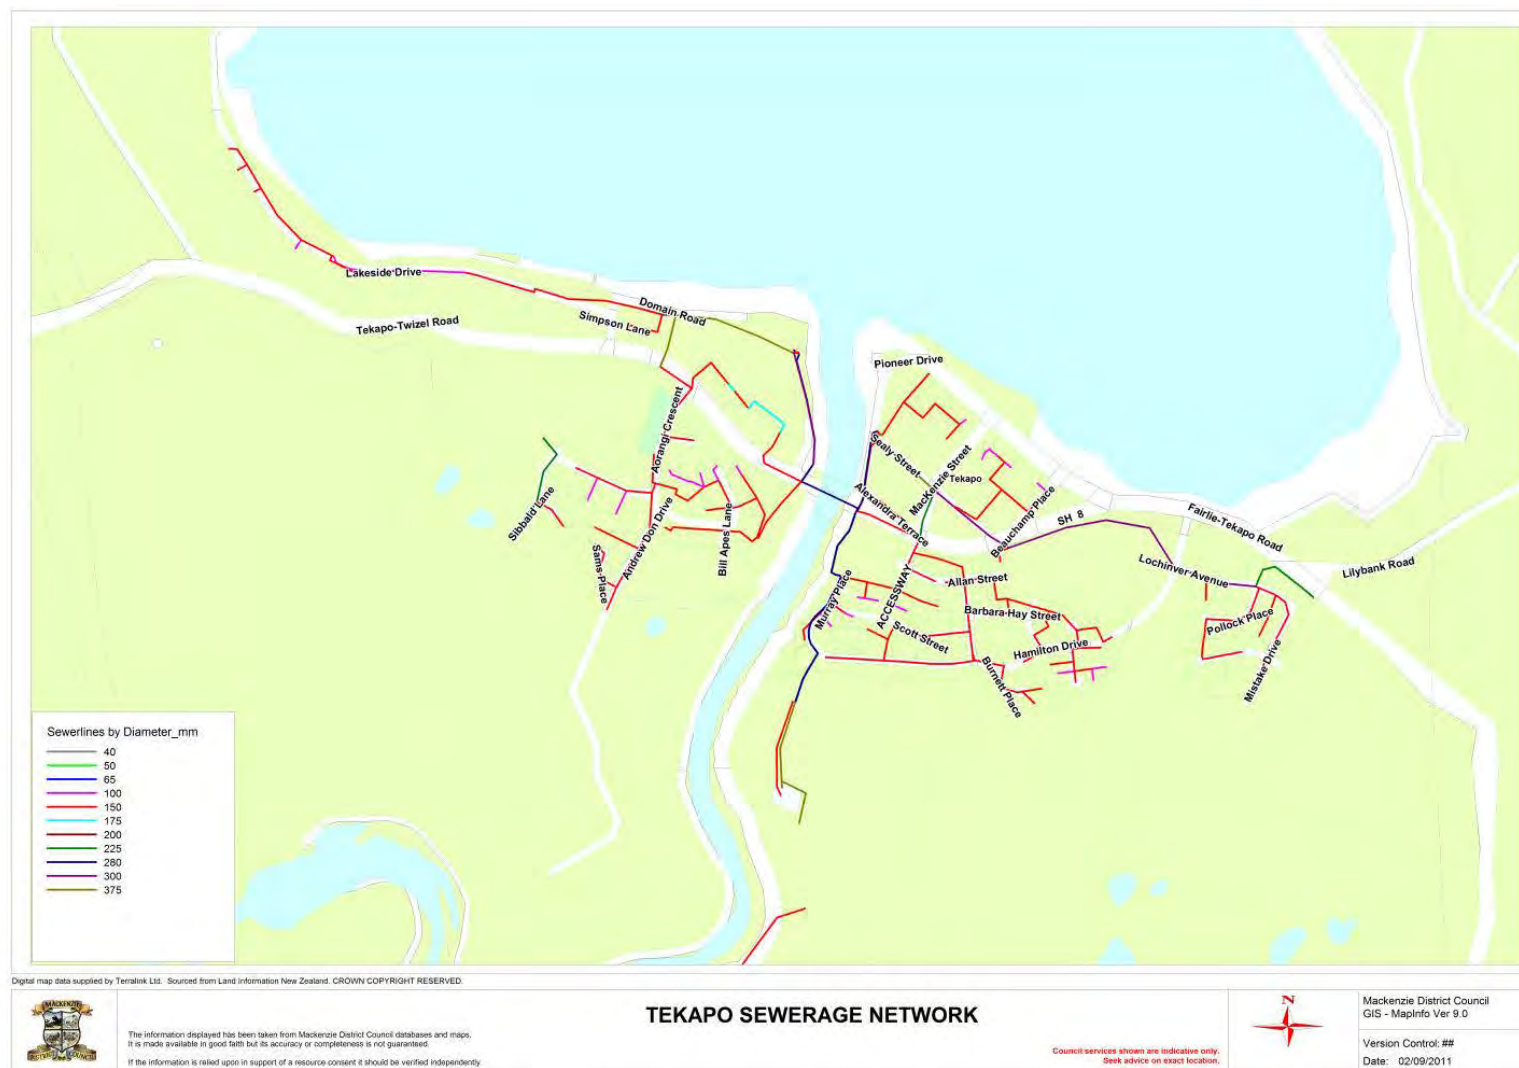 Lakeside Drive
Tekapo-Twizel Road
Domain Road
Simpson Lane
Pioneer Drive
Aorangi Crescent
Sealy Street
MacKenzie Street
Tekapo
Alexandra Terrace
Beauchamp Place
SH 8
Fairlie-Tekapo Road
Sibbald Lane
Andrew Don Drive
Bill Apes Lane
Sams Place
Lochinver Avenue
Lilybank Road
Murray Place
ACCESSWAY
Allan Street
Barbara Hay Street
Scott Street
Hamilton Drive
Burnett Place
Pollock Place
Mistake Drive
Sewerlines by Diameter_mm
40
50
65
100
150
175
200
225
280
300
375
Digital map data supplied by Terralink Ltd. Sourced from Land Information New Zealand. CROWN COPYRIGHT RESERVED.
MACKENZIE
DISTRICT COUNCIL
The information displayed has been taken from Mackenzie District Council databases and maps.
It is made available in good faith but its accuracy or completeness is not guaranteed.
If the information is relied upon in support of a resource consent it should be verified independently
TEKAPO SEWERAGE NETWORK
Council services shown are indicative only.
Seek advice on exact location.
N
Mackenzie District Council
GIS - MapInfo Ver 9.0
Version Control: ##
Date: 02/09/2011